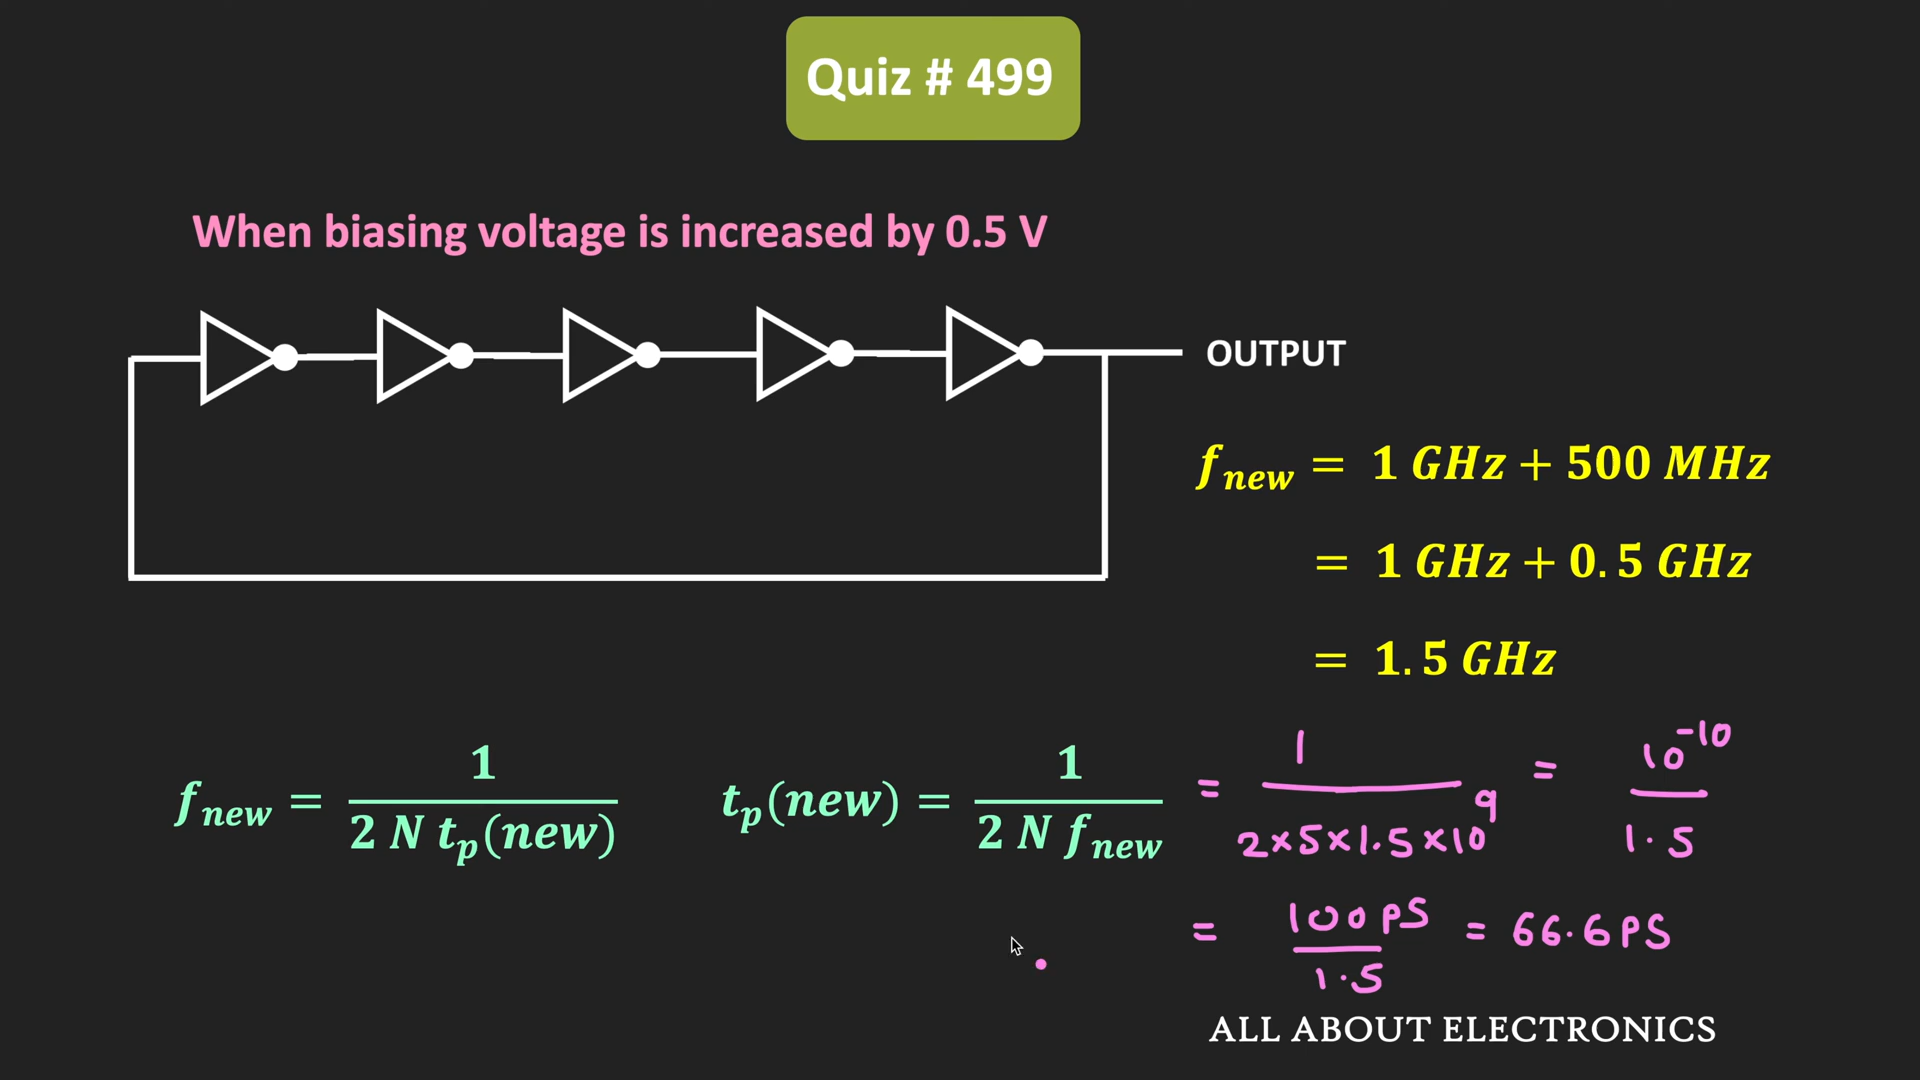 Quiz # 499
When biasing voltage is increased by 0.5 V
OUTPUT
f_new = 1 GHz + 500 MHz
= 1 GHz + 0.5 GHz
= 1.5 GHz
f_new = 1 / (2 N t_p(new))
t_p(new) = 1 / (2 N f_new) = 1 / (2×5×1.5×10^9) = 10^-10 / 1.5
= 100 ps / 1.5 = 66.6 ps
ALL ABOUT ELECTRONICS